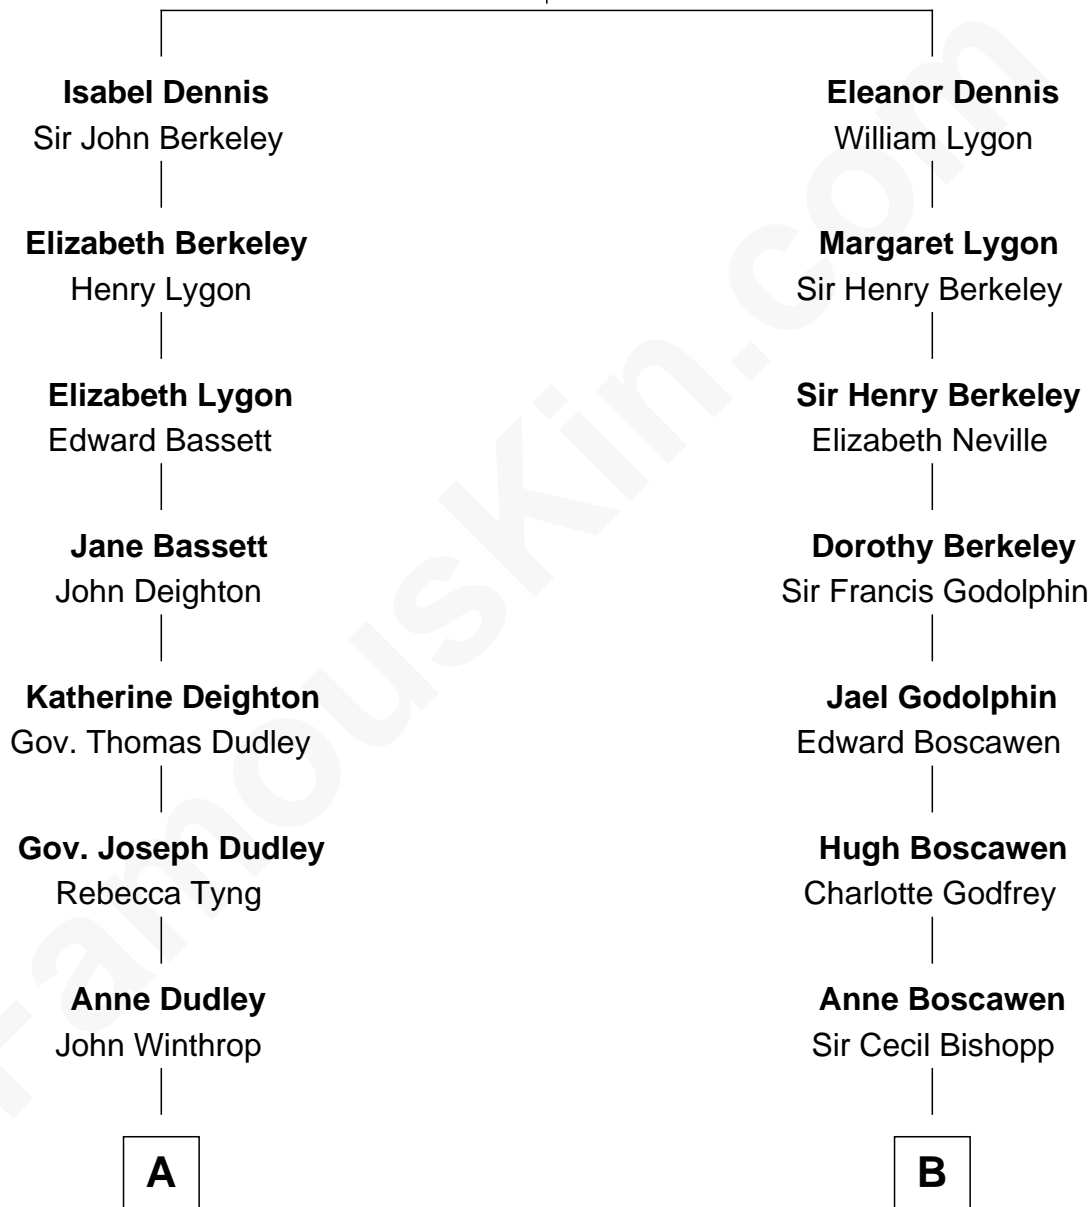 Isabel Dennis
Sir John Berkeley
Eleanor Dennis
William Lygon
Elizabeth Berkeley
Henry Lygon
Margaret Lygon
Sir Henry Berkeley
Elizabeth Lygon
Edward Bassett
Sir Henry Berkeley
Elizabeth Neville
Jane Bassett
John Deighton
Dorothy Berkeley
Sir Francis Godolphin
Katherine Deighton
Gov. Thomas Dudley
Jael Godolphin
Edward Boscawen
Gov. Joseph Dudley
Rebecca Tyng
Hugh Boscawen
Charlotte Godfrey
Anne Dudley
John Winthrop
Anne Boscawen
Sir Cecil Bishopp
A
B
FamousKin.com